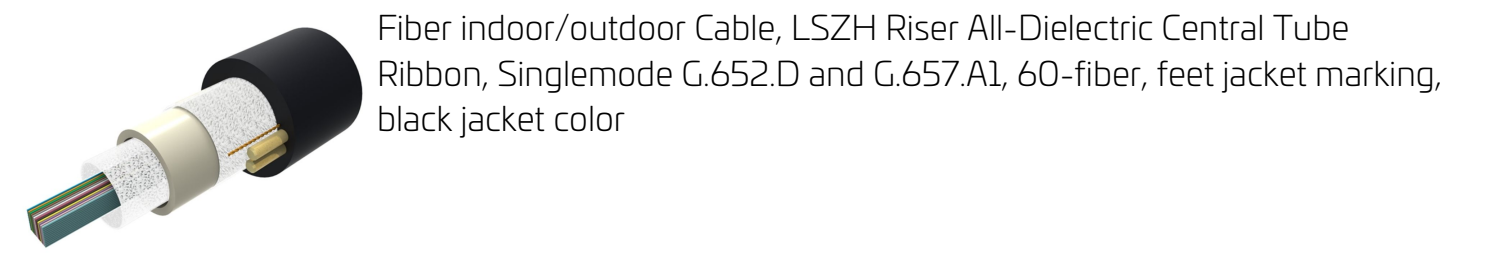 Fiber indoor/outdoor Cable, LSZH Riser All-Dielectric Central Tube
Ribbon, Singlemode G.652.D and G.657.A1, 60-fiber, feet jacket marking,
black jacket color